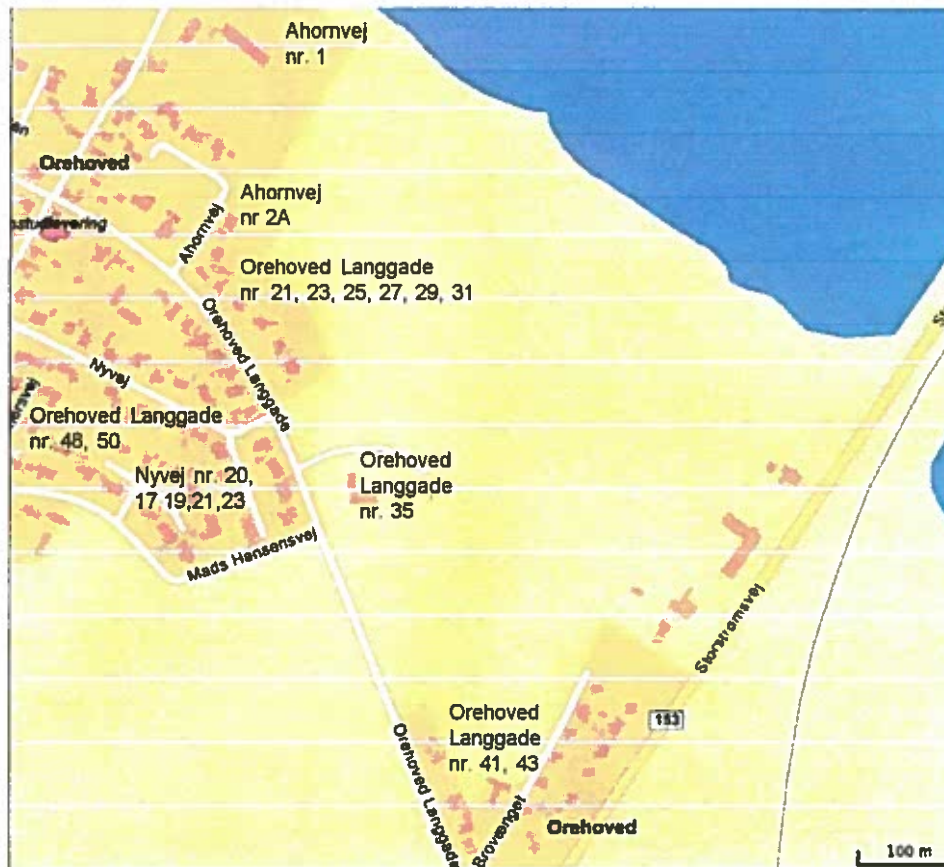 Ahornvej
nr. 1
Orehoved
Ahornvej
nr 2A
Ahornvej
Orehoved Langgade
nr 21, 23, 25, 27, 29, 31
Orehoved Langgade
Nyvej
Orehoved Langgade
nr. 48, 50
Orehoved
Langgade
nr. 35
Nyvej nr. 20,
17,19,21,23
Mads Hansensvej
Storstrømsvej
153
Orehoved
Langgade
nr. 41, 43
Orehoved Langgade
Brovænget
Orehoved
100 m